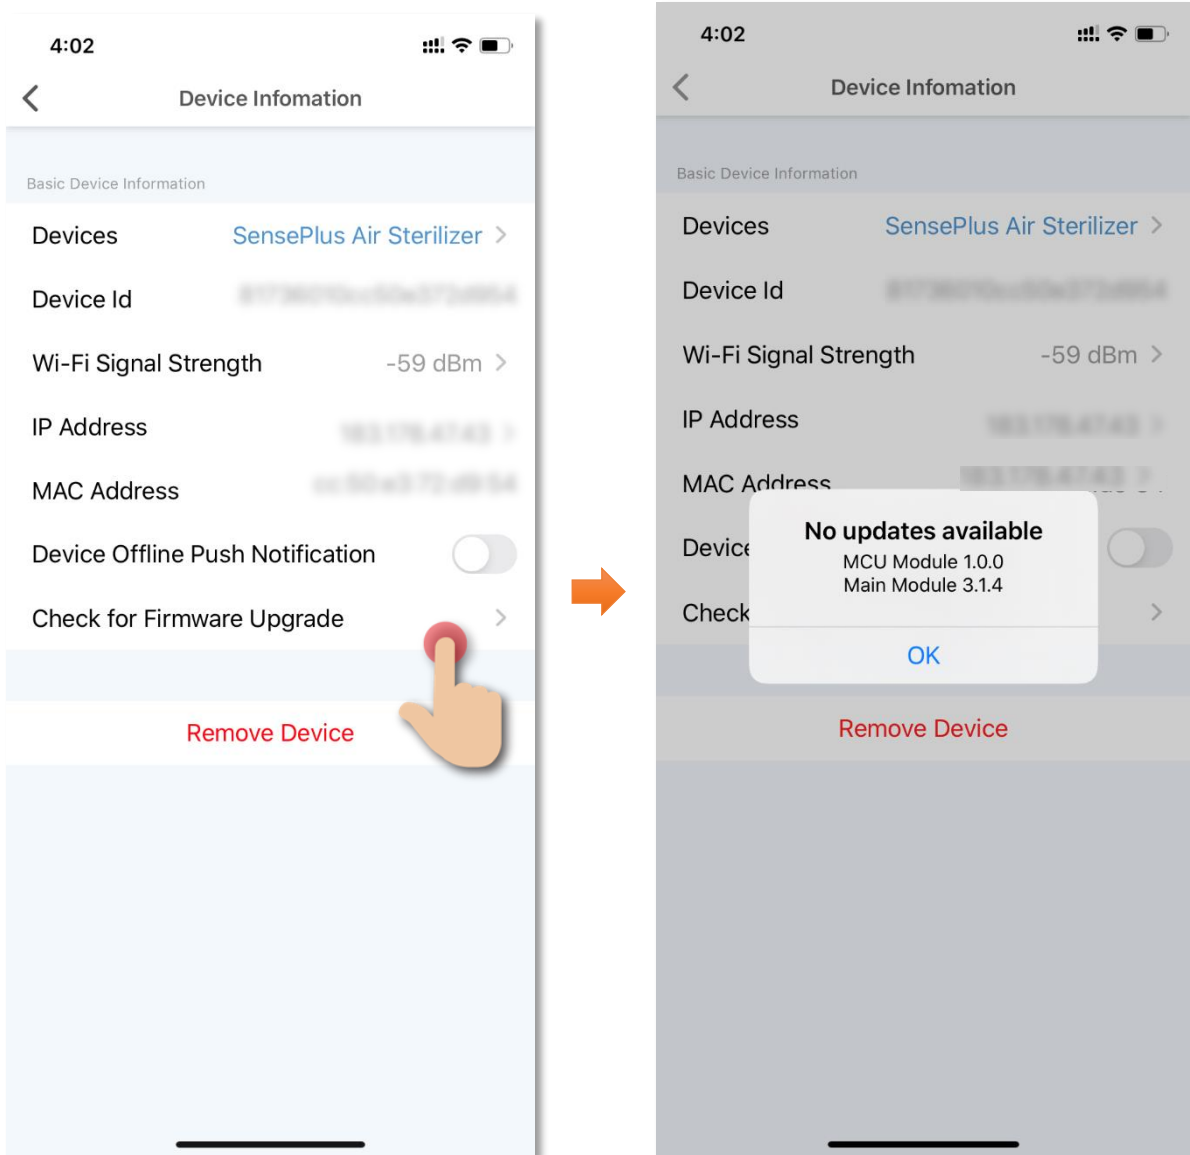 4:02
Device Infomation
Basic Device Information
Devices SensePlus Air Sterilizer
Device Id
Wi-Fi Signal Strength -59 dBm
IP Address
MAC Address
Device Offline Push Notification
Check for Firmware Upgrade
Remove Device
4:02
Device Infomation
Basic Device Information
Devices SensePlus Air Sterilizer
Device Id
Wi-Fi Signal Strength -59 dBm
IP Address
MAC Address
Device
Check
No updates available
MCU Module 1.0.0
Main Module 3.1.4
OK
Remove Device